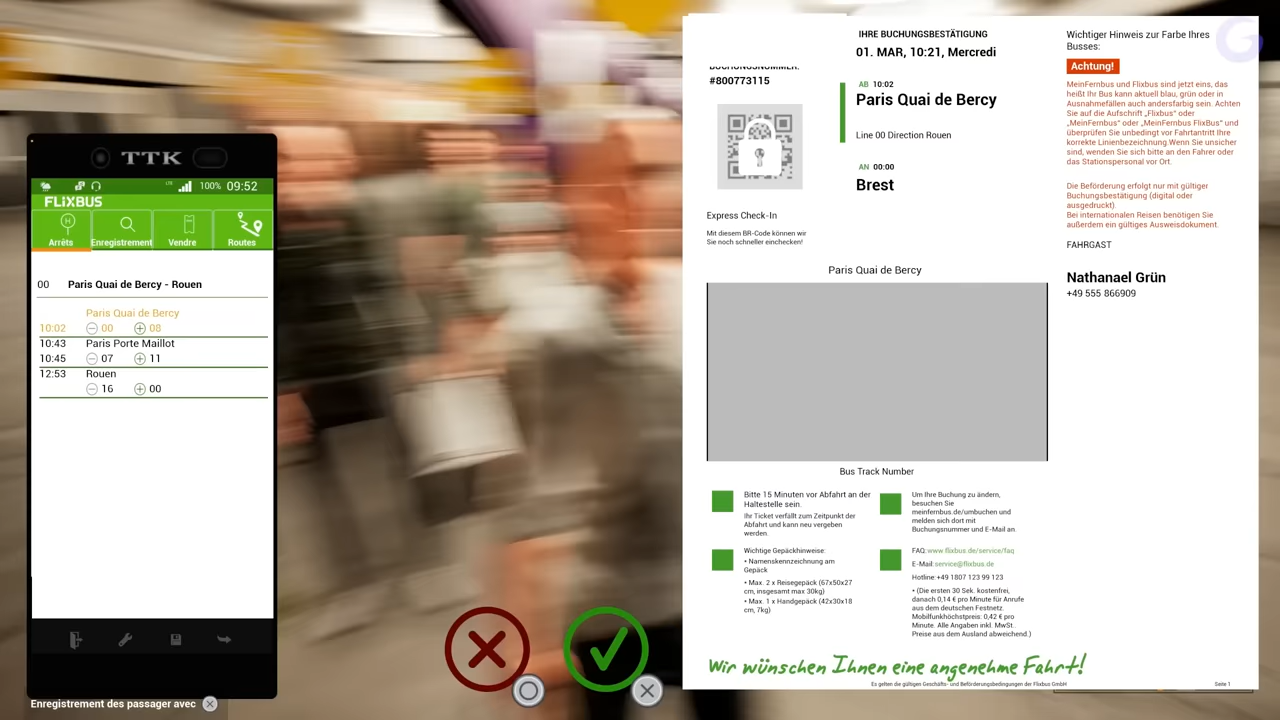 TTK
LTE 100% 09:52
FLiXBUS
Arrêts Enregistrement Vendre Routes
00 Paris Quai de Bercy - Rouen
Paris Quai de Bercy
10:02 00 08
10:43 Paris Porte Maillot
10:45 07 11
12:53 Rouen
16 00
Enregistrement des passager avec
BUCHUNGSNUMMER:
#800773115
Express Check-In
Mit diesem BR-Code können wir
Sie noch schneller einchecken!
IHRE BUCHUNGSBESTÄTIGUNG
01. MAR, 10:21, Mercredi
AB 10:02
Paris Quai de Bercy
Line 00 Direction Rouen
AN 00:00
Brest
Wichtiger Hinweis zur Farbe Ihres
Busses:
Achtung!
MeinFernbus und Flixbus sind jetzt eins, das
heißt Ihr Bus kann aktuell blau, grün oder in
Ausnahmefällen auch andersfarbig sein. Achten
Sie auf die Aufschrift „Flixbus" oder
„MeinFernbus" oder „MeinFernbus FlixBus" und
überprüfen Sie unbedingt vor Fahrtantritt Ihre
korrekte Linienbezeichnung.Wenn Sie unsicher
sind, wenden Sie sich bitte an den Fahrer oder
das Stationspersonal vor Ort.
Die Beförderung erfolgt nur mit gültiger
Buchungsbestätigung (digital oder
ausgedruckt).
Bei internationalen Reisen benötigen Sie
außerdem ein gültiges Ausweisdokument.
FAHRGAST
Nathanael Grün
+49 555 866909
Paris Quai de Bercy
Bus Track Number
Bitte 15 Minuten vor Abfahrt an der
Haltestelle sein.
Ihr Ticket verfällt zum Zeitpunkt der
Abfahrt und kann neu vergeben
werden.
Wichtige Gepäckhinweise:
• Namenskennzeichnung am
Gepäck
• Max. 2 x Reisegepäck (67x50x27
cm, insgesamt max 30kg)
• Max. 1 x Handgepäck (42x30x18
cm, 7kg)
Um Ihre Buchung zu ändern,
besuchen Sie
meinfernbus.de/umbuchen und
melden sich dort mit
Buchungsnummer und E-Mail an
FAQ: www.flixbus.de/service/faq
E-Mail: service@flixbus.de
Hotline: +49 1807 123 99 123
• (Die ersten 30 Sek. kostenfrei,
danach 0,14 € pro Minute für Anrufe
aus dem deutschen Festnetz.
Mobilfunkhöchstpreis: 0,42 € pro
Minute. Alle Angaben inkl. MwSt..
Preise aus dem Ausland abweichend.)
Wir wünschen Ihnen eine angenehme Fahrt!
Es gelten die gültigen Geschäfts- und Beförderungsbedingungen der Flixbus GmbH
Seite 1